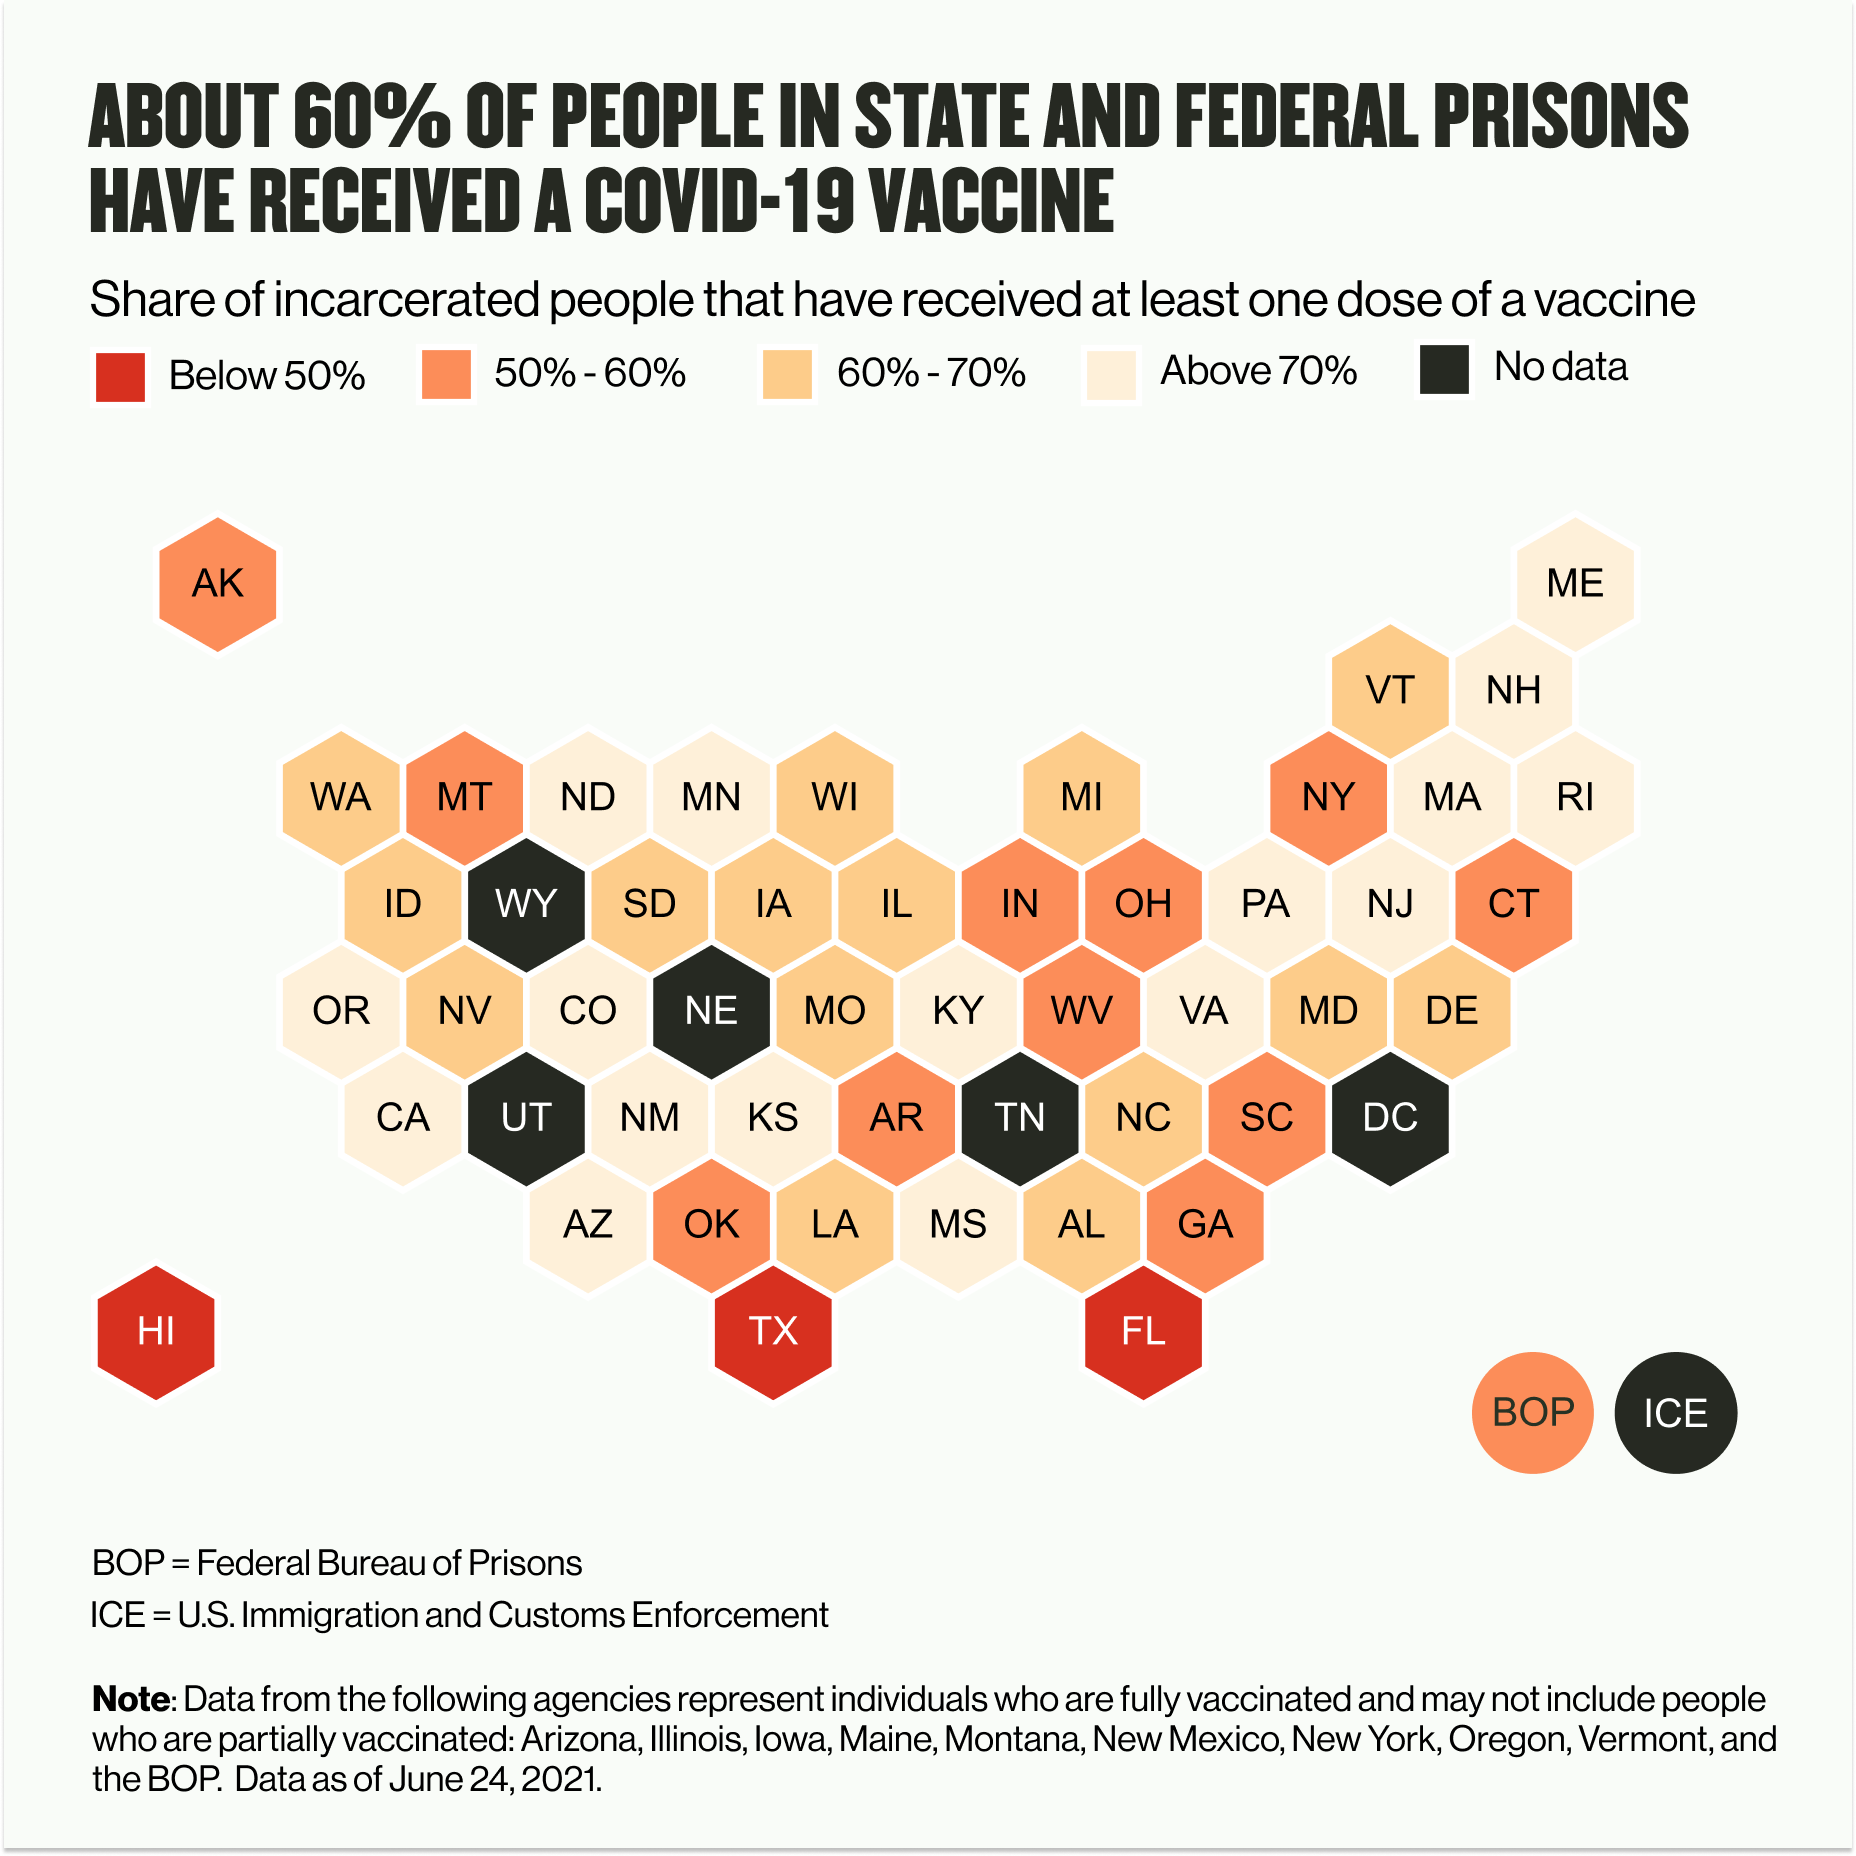 ABOUT 60% OF PEOPLE IN STATE AND FEDERAL PRISONS
HAVE RECEIVED A COVID-19 VACCINE
Share of incarcerated people that have received at least one dose of a vaccine
Below 50% 50% - 60% 60% - 70% Above 70% No data
AK ME
VT NH
WA MT ND MN WI MI NY MA RI
ID WY SD IA IL IN OH PA NJ CT
OR NV CO NE MO KY WV VA MD DE
CA UT NM KS AR TN NC SC DC
AZ OK LA MS AL GA
HI TX FL
BOP ICE
BOP = Federal Bureau of Prisons
ICE = U.S. Immigration and Customs Enforcement
Note: Data from the following agencies represent individuals who are fully vaccinated and may not include people
who are partially vaccinated: Arizona, Illinois, Iowa, Maine, Montana, New Mexico, New York, Oregon, Vermont, and
the BOP. Data as of June 24, 2021.